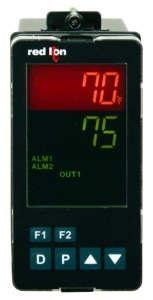 red lion
70°F
75
ALM1
ALM2
OUT1
F1 F2
D P